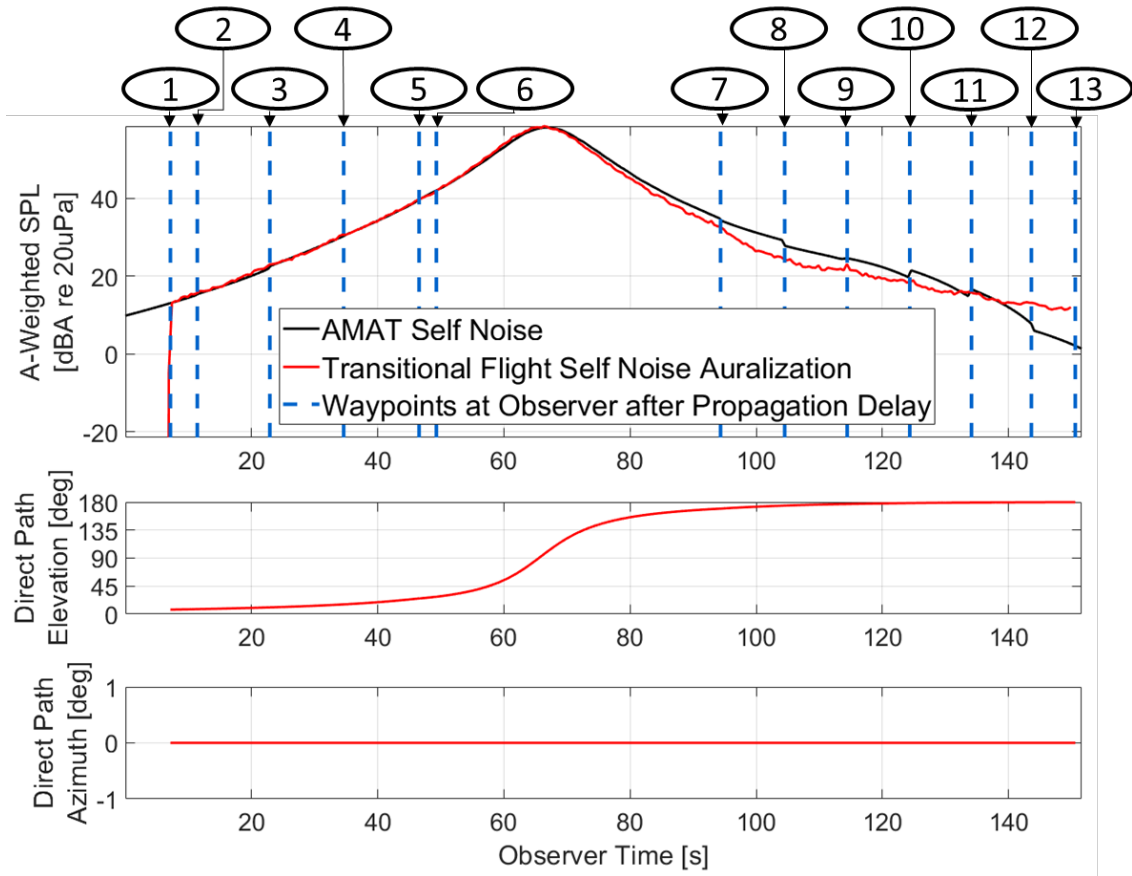 2
4
8
10
12
1
3
5
6
7
9
11
13
A-Weighted SPL
[dBA re 20uPa]
40
20
0
-20
AMAT Self Noise
Transitional Flight Self Noise Auralization
Waypoints at Observer after Propagation Delay
20 40 60 80 100 120 140
Direct Path
Elevation [deg]
180
135
90
45
0
20 40 60 80 100 120 140
Direct Path
Azimuth [deg]
1
0
-1
20 40 60 80 100 120 140
Observer Time [s]